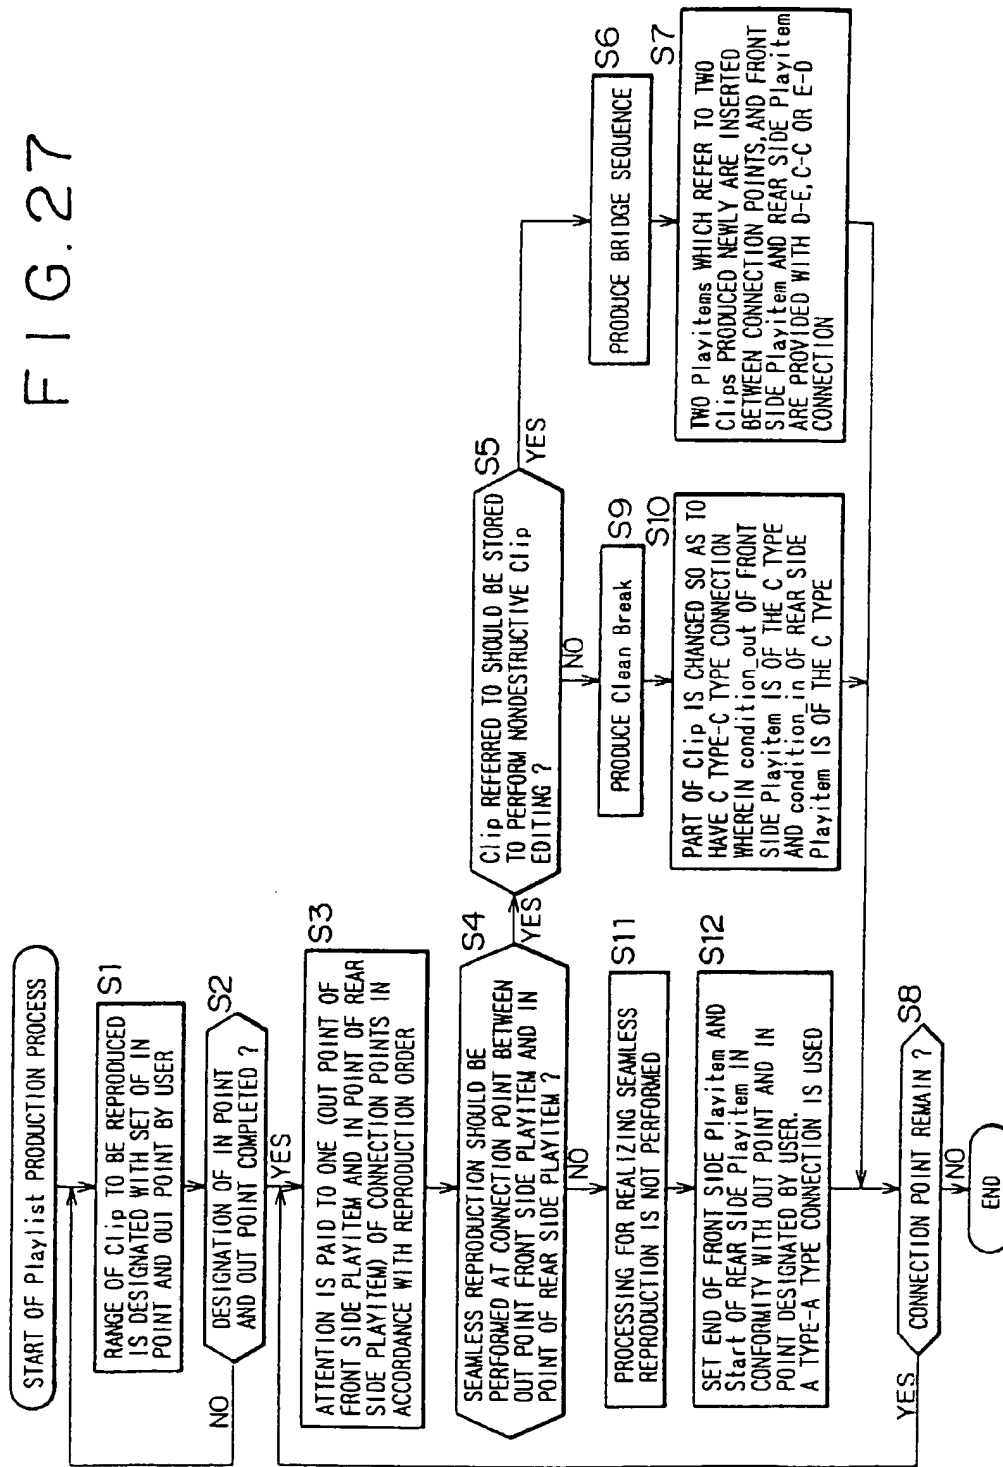 FIG.27
START OF Playlist PRODUCTION PROCESS
S1
RANGE OF Clip TO BE REPRODUCED
IS DESIGNATED WITH SET OF IN
POINT AND OUT POINT BY USER
S2
DESIGNATION OF IN POINT
AND OUT POINT COMPLETED ?
NO
YES
S3
ATTENTION IS PAID TO ONE (OUT POINT OF
FRONT SIDE PLAYITEM AND IN POINT OF REAR
SIDE PLAYITEM) OF CONNECTION POINTS IN
ACCORDANCE WITH REPRODUCTION ORDER
S4
SEAMLESS REPRODUCTION SHOULD BE
PERFORMED AT CONNECTION POINT BETWEEN
OUT POINT FRONT SIDE PLAYITEM AND IN
POINT OF REAR SIDE PLAYITEM ?
YES
NO
S5
Clip REFERRED TO SHOULD BE STORED
TO PERFORM NONDESTRUCTIVE Clip
EDITING ?
YES
NO
S6
PRODUCE BRIDGE SEQUENCE
S7
TWO Playitems WHICH REFER TO TWO
Clips PRODUCED NEWLY ARE INSERTED
BETWEEN CONNECTION POINTS, AND FRONT
SIDE Playitem AND REAR SIDE Playitem
ARE PROVIDED WITH D-E, C-C OR E-D
CONNECTION
S9
PRODUCE Clean Break
S10
PART OF Clip IS CHANGED SO AS TO
HAVE C TYPE-C TYPE CONNECTION
WHEREIN condition_out OF FRONT
SIDE Playitem IS OF THE C TYPE
AND condition_in OF REAR SIDE
Playitem IS OF THE C TYPE
S11
PROCESSING FOR REALIZING SEAMLESS
REPRODUCTION IS NOT PERFORMED
S12
SET END OF FRONT SIDE Playitem AND
Start OF REAR SIDE Playitem IN
CONFORMITY WITH OUT POINT AND IN
POINT DESIGNATED BY USER.
A TYPE-A TYPE CONNECTION IS USED
S8
CONNECTION POINT REMAIN ?
YES
NO
END